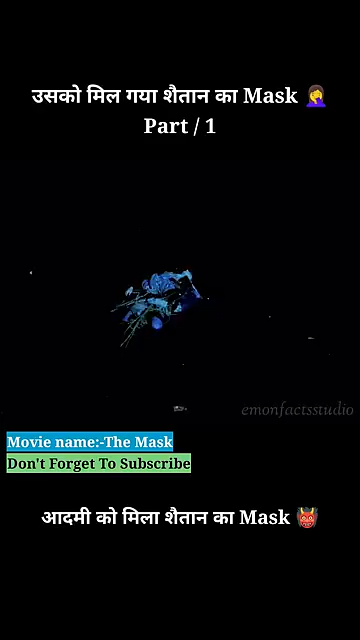 उसको मिल गया शैतान का Mask 🤦‍♀️
Part / 1
emonfactsstudio
Movie name:-The Mask
Don't Forget To Subscribe
आदमी को मिला शैतान का Mask 👹